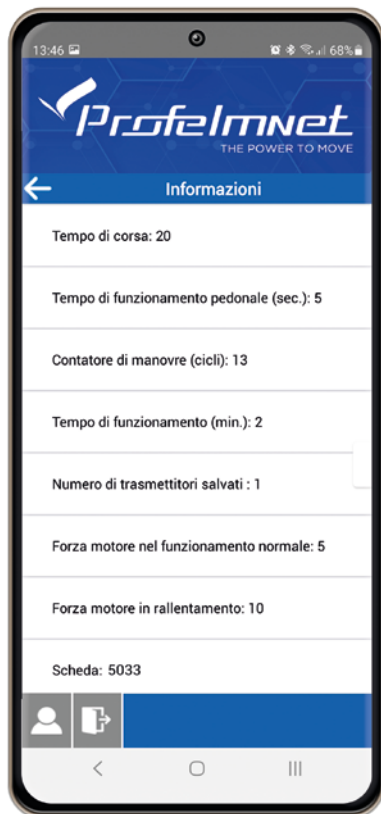 13:46 68%
Profelmnet
THE POWER TO MOVE
Informazioni
Tempo di corsa: 20
Tempo di funzionamento pedonale (sec.): 5
Contatore di manovre (cicli): 13
Tempo di funzionamento (min.): 2
Numero di trasmettitori salvati : 1
Forza motore nel funzionamento normale: 5
Forza motore in rallentamento: 10
Scheda: 5033